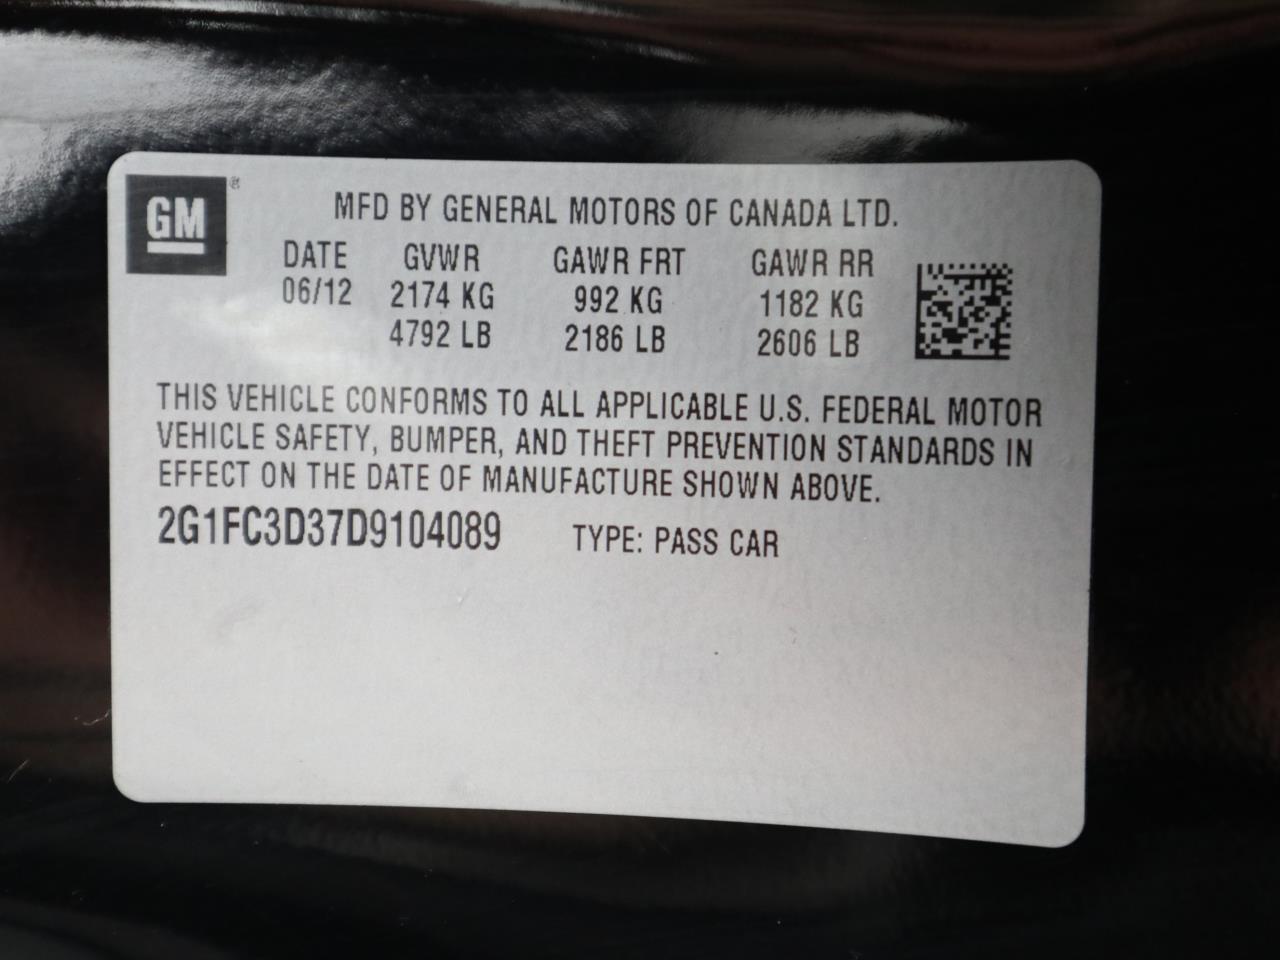 GM ®
MFD BY GENERAL MOTORS OF CANADA LTD.
DATE GVWR GAWR FRT GAWR RR
06/12 2174 KG 992 KG 1182 KG
4792 LB 2186 LB 2606 LB
THIS VEHICLE CONFORMS TO ALL APPLICABLE U.S. FEDERAL MOTOR
VEHICLE SAFETY, BUMPER, AND THEFT PREVENTION STANDARDS IN
EFFECT ON THE DATE OF MANUFACTURE SHOWN ABOVE.
2G1FC3D37D9104089 TYPE: PASS CAR